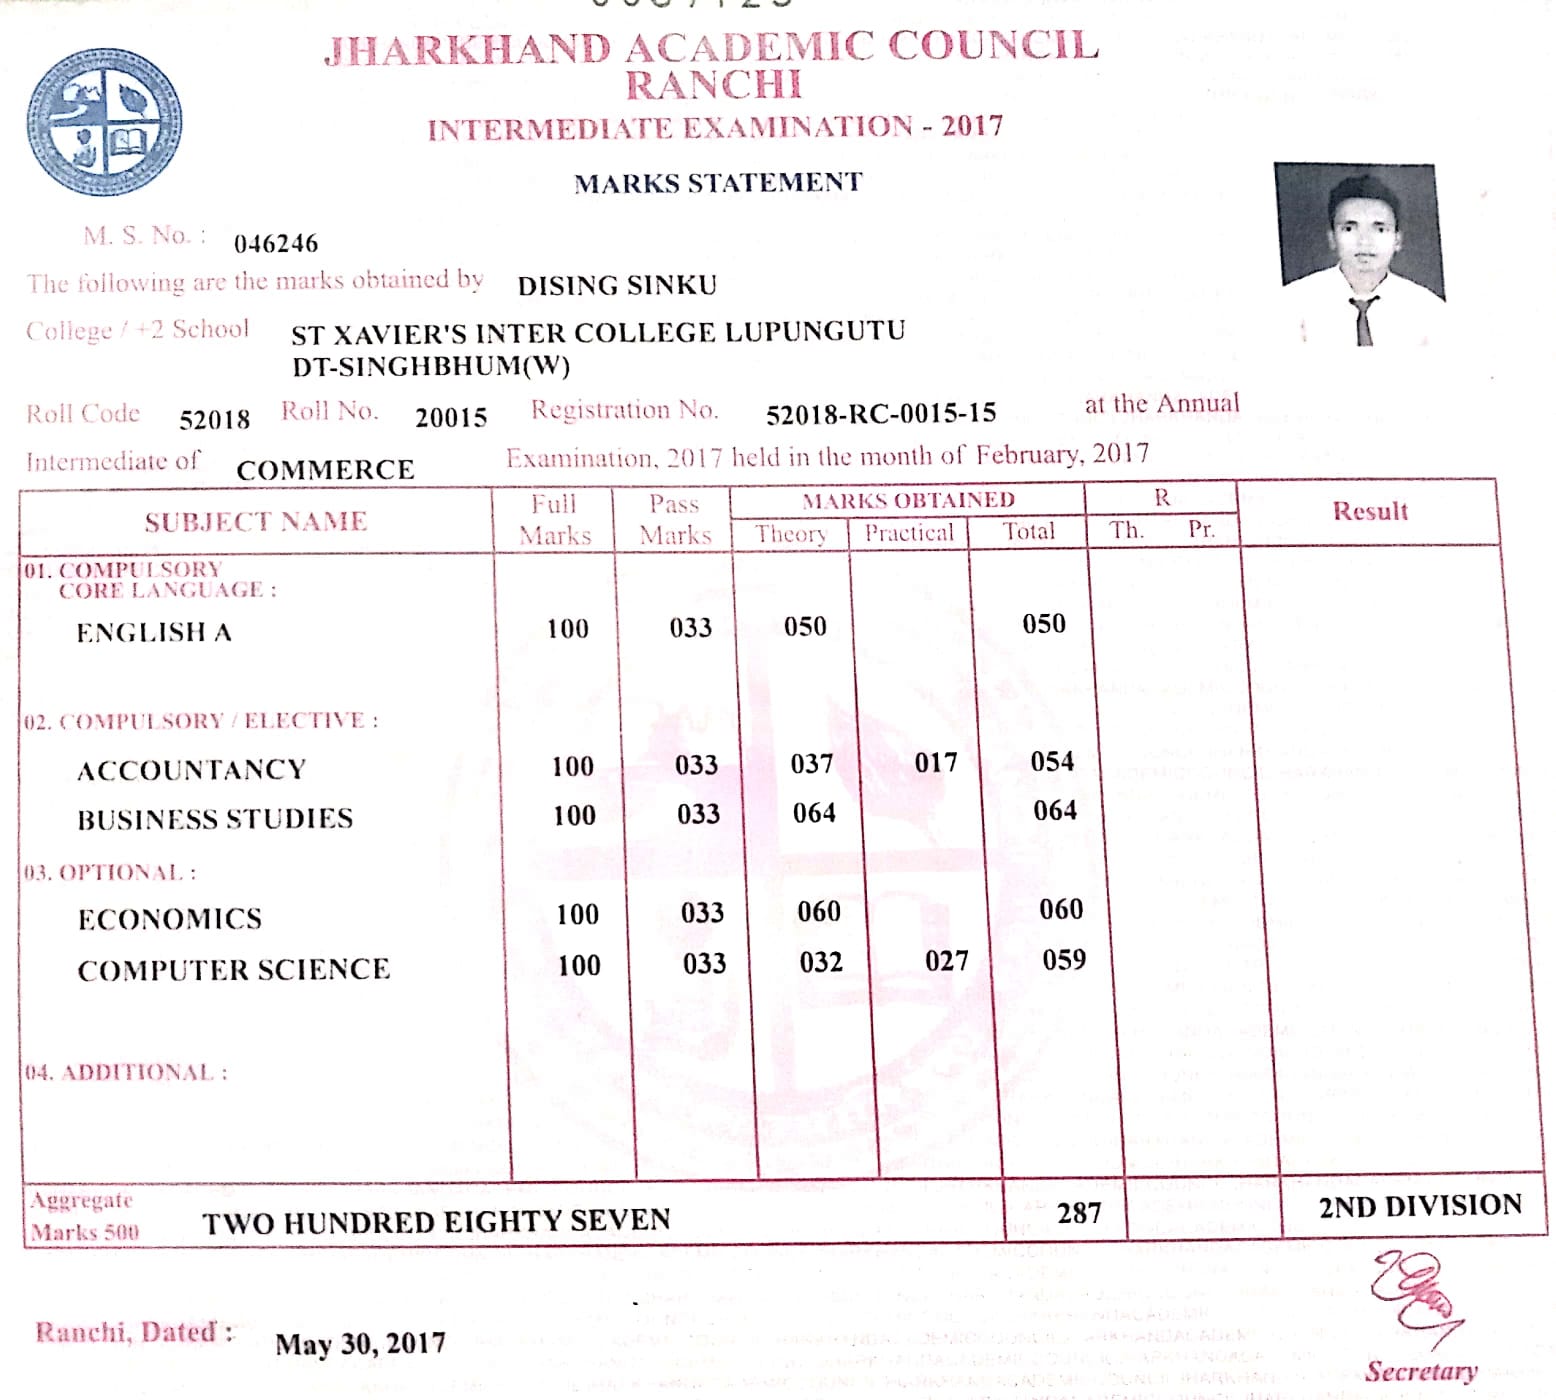 JHARKHAND ACADEMIC COUNCIL
RANCHI
INTERMEDIATE EXAMINATION - 2017
MARKS STATEMENT
M. S. No. : 046246
The following are the marks obtained by DISING SINKU
College / +2 School ST XAVIER'S INTER COLLEGE LUPUNGUTU
DT-SINGHBHUM(W)
Roll Code 52018 Roll No. 20015 Registration No. 52018-RC-0015-15 at the Annual
Intermediate of COMMERCE Examination, 2017 held in the month of February, 2017
SUBJECT NAME Full Marks Pass Marks MARKS OBTAINED R Result
Theory Practical Total Th. Pr.
01. COMPULSORY
CORE LANGUAGE :
ENGLISH A 100 033 050 050
02. COMPULSORY / ELECTIVE :
ACCOUNTANCY 100 033 037 017 054
BUSINESS STUDIES 100 033 064 064
03. OPTIONAL :
ECONOMICS 100 033 060 060
COMPUTER SCIENCE 100 033 032 027 059
04. ADDITIONAL :
Aggregate
Marks 500 TWO HUNDRED EIGHTY SEVEN 287 2ND DIVISION
Ranchi, Dated : May 30, 2017
Secretary